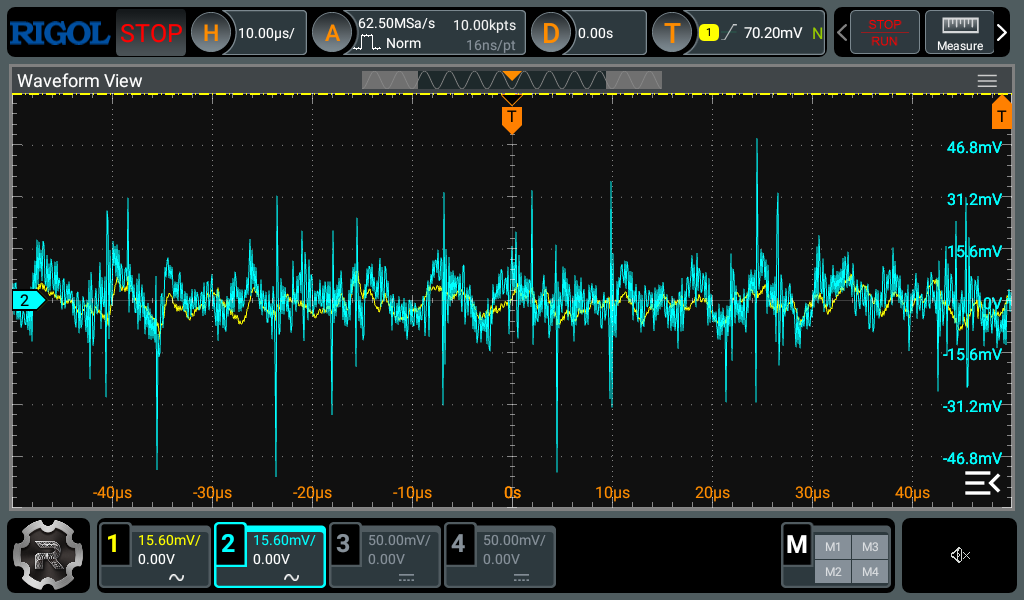 RIGOL STOP H 10.00µs/ A 62.50MSa/s 10.00kpts D 0.00s T 1 70.20mV N STOP
Norm 16ns/pt RUN Measure
Waveform View
T T
46.8mV
31.2mV
15.6mV
2 0V
-15.6mV
-31.2mV
-46.8mV
-40µs -30µs -20µs -10µs 0s 10µs 20µs 30µs 40µs
R 1 15.60mV/ 2 15.60mV/ 3 50.00mV/ 4 50.00mV/ M M1 M3
0.00V 0.00V 0.00V 0.00V M2 M4